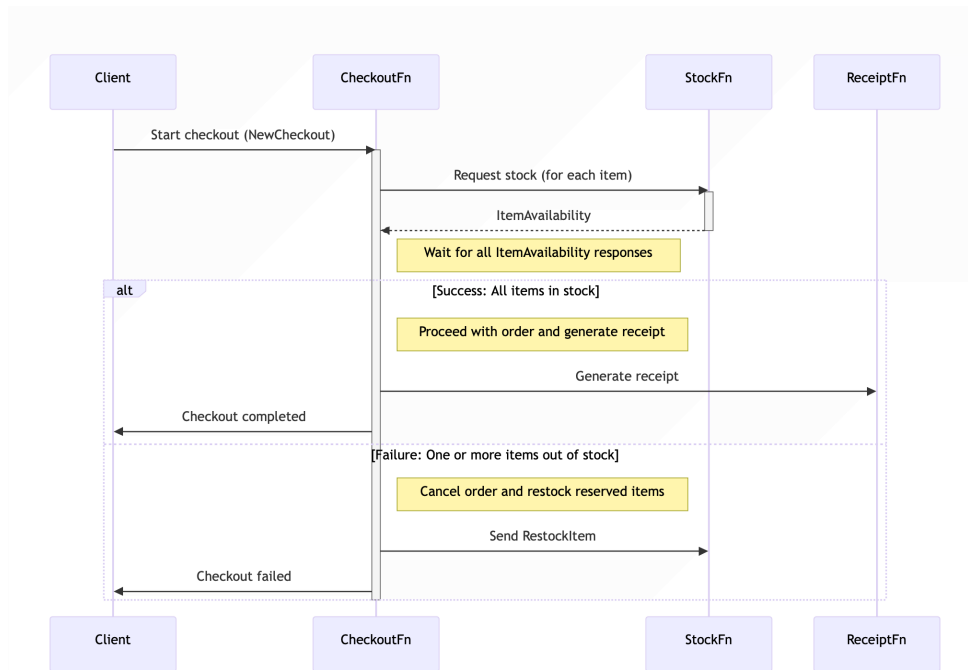 Client
CheckoutFn
StockFn
ReceiptFn
Start checkout (NewCheckout)
Request stock (for each item)
ItemAvailability
Wait for all ItemAvailability responses
alt
[Success: All items in stock]
Proceed with order and generate receipt
Generate receipt
Checkout completed
[Failure: One or more items out of stock]
Cancel order and restock reserved items
Send RestockItem
Checkout failed
Client
CheckoutFn
StockFn
ReceiptFn